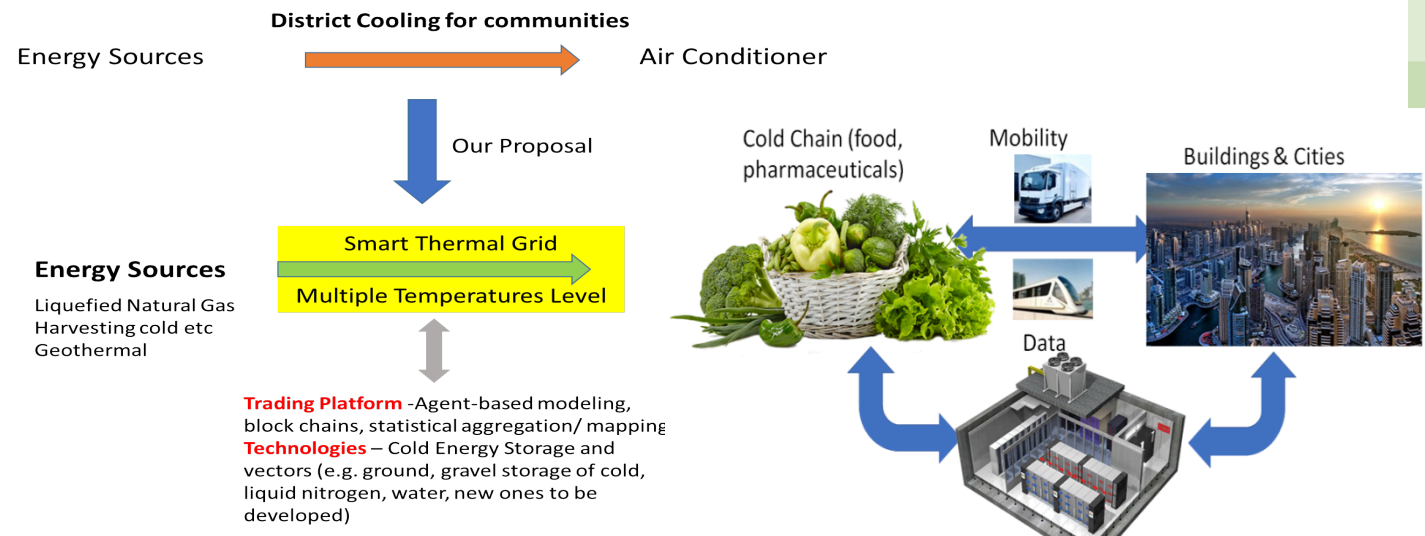 District Cooling for communities
Energy Sources
Air Conditioner
Our Proposal
Smart Thermal Grid
Multiple Temperatures Level
Energy Sources
Liquefied Natural Gas
Harvesting cold etc
Geothermal
Trading Platform -Agent-based modeling,
block chains, statistical aggregation/ mapping
Technologies – Cold Energy Storage and
vectors (e.g. ground, gravel storage of cold,
liquid nitrogen, water, new ones to be
developed)
Cold Chain (food,
pharmaceuticals)
Mobility
Buildings & Cities
Data